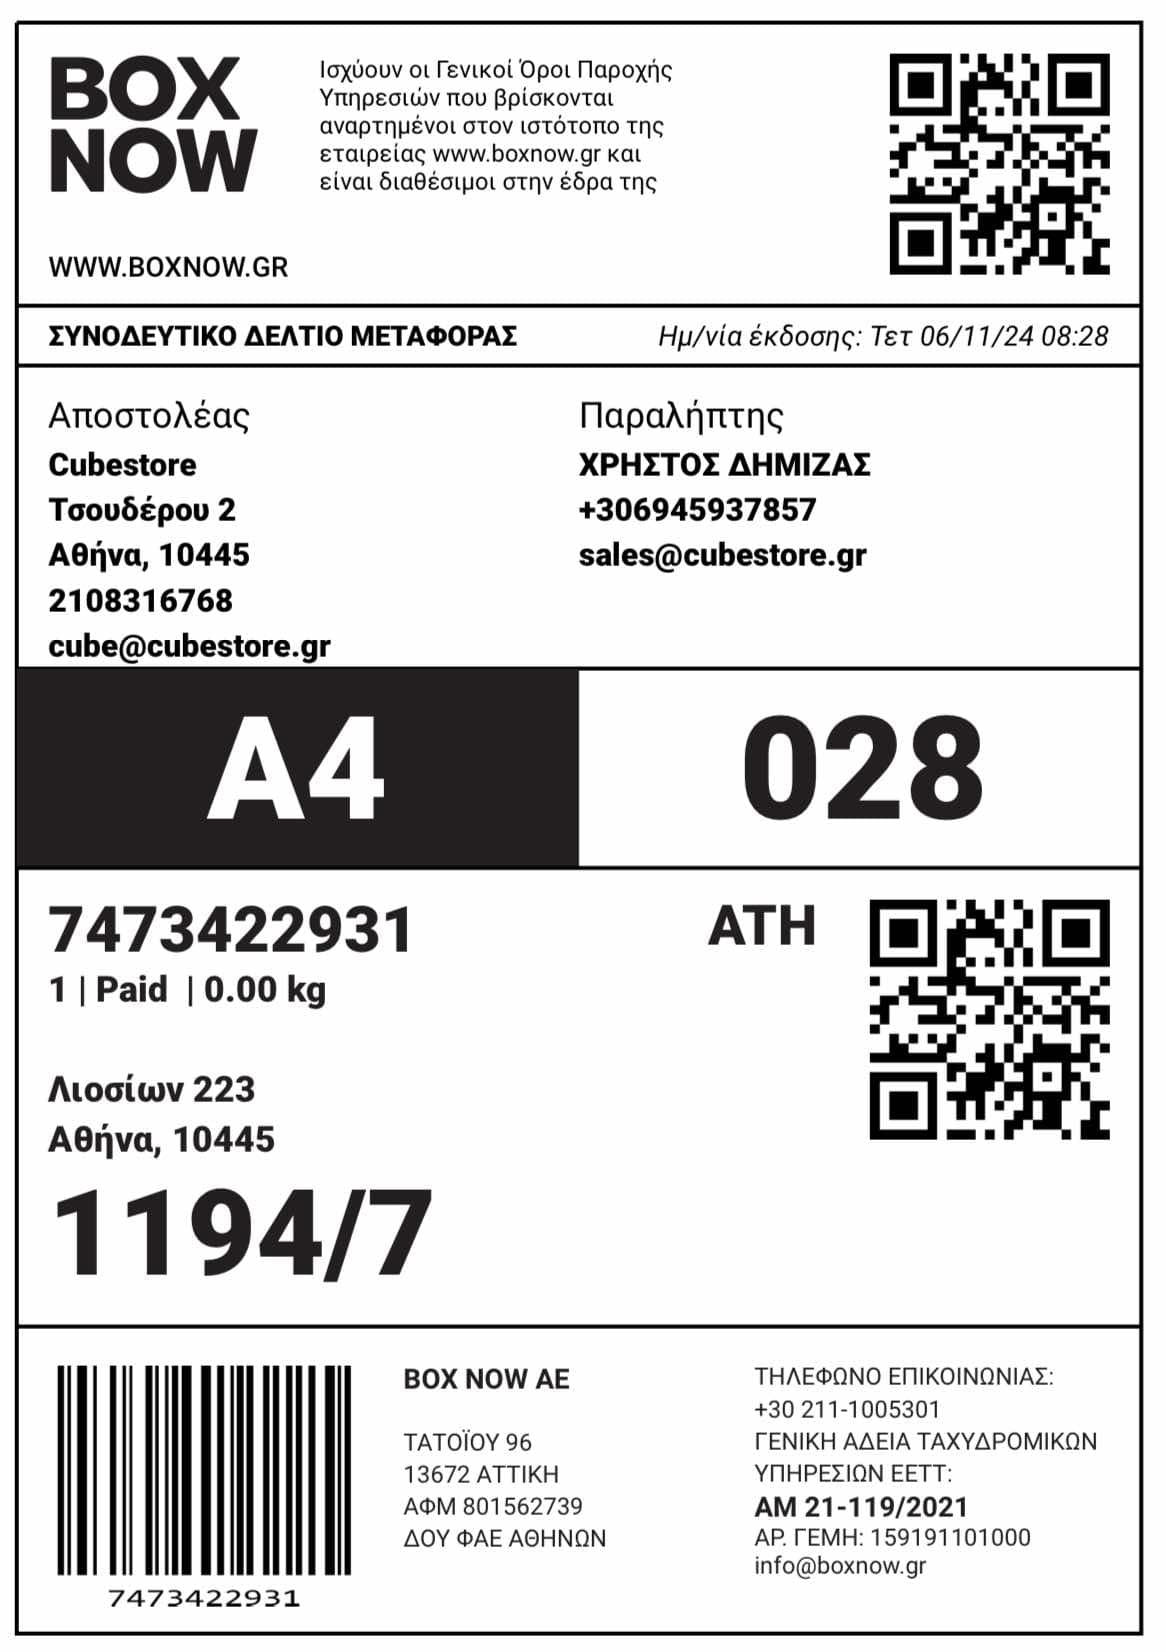 BOX
NOW
Ισχύουν οι Γενικοί Όροι Παροχής
Υπηρεσιών που βρίσκονται
αναρτημένοι στον ιστότοπο της
εταιρείας www.boxnow.gr και
είναι διαθέσιμοι στην έδρα της
WWW.BOXNOW.GR
ΣΥΝΟΔΕΥΤΙΚΟ ΔΕΛΤΙΟ ΜΕΤΑΦΟΡΑΣ
Ημ/νία έκδοσης: Τετ 06/11/24 08:28
Αποστολέας
Cubestore
Τσουδέρου 2
Αθήνα, 10445
2108316768
cube@cubestore.gr
Παραλήπτης
ΧΡΗΣΤΟΣ ΔΗΜΙΖΑΣ
+306945937857
sales@cubestore.gr
A4
028
7473422931
1 | Paid | 0.00 kg
ATH
Λιοσίων 223
Αθήνα, 10445
1194/7
7473422931
BOX NOW AE
ΤΑΤΟΪΟΥ 96
13672 ΑΤΤΙΚΗ
ΑΦΜ 801562739
ΔΟΥ ΦΑΕ ΑΘΗΝΩΝ
ΤΗΛΕΦΩΝΟ ΕΠΙΚΟΙΝΩΝΙΑΣ:
+30 211-1005301
ΓΕΝΙΚΗ ΑΔΕΙΑ ΤΑΧΥΔΡΟΜΙΚΩΝ
ΥΠΗΡΕΣΙΩΝ ΕΕΤΤ:
ΑΜ 21-119/2021
ΑΡ. ΓΕΜΗ: 159191101000
info@boxnow.gr